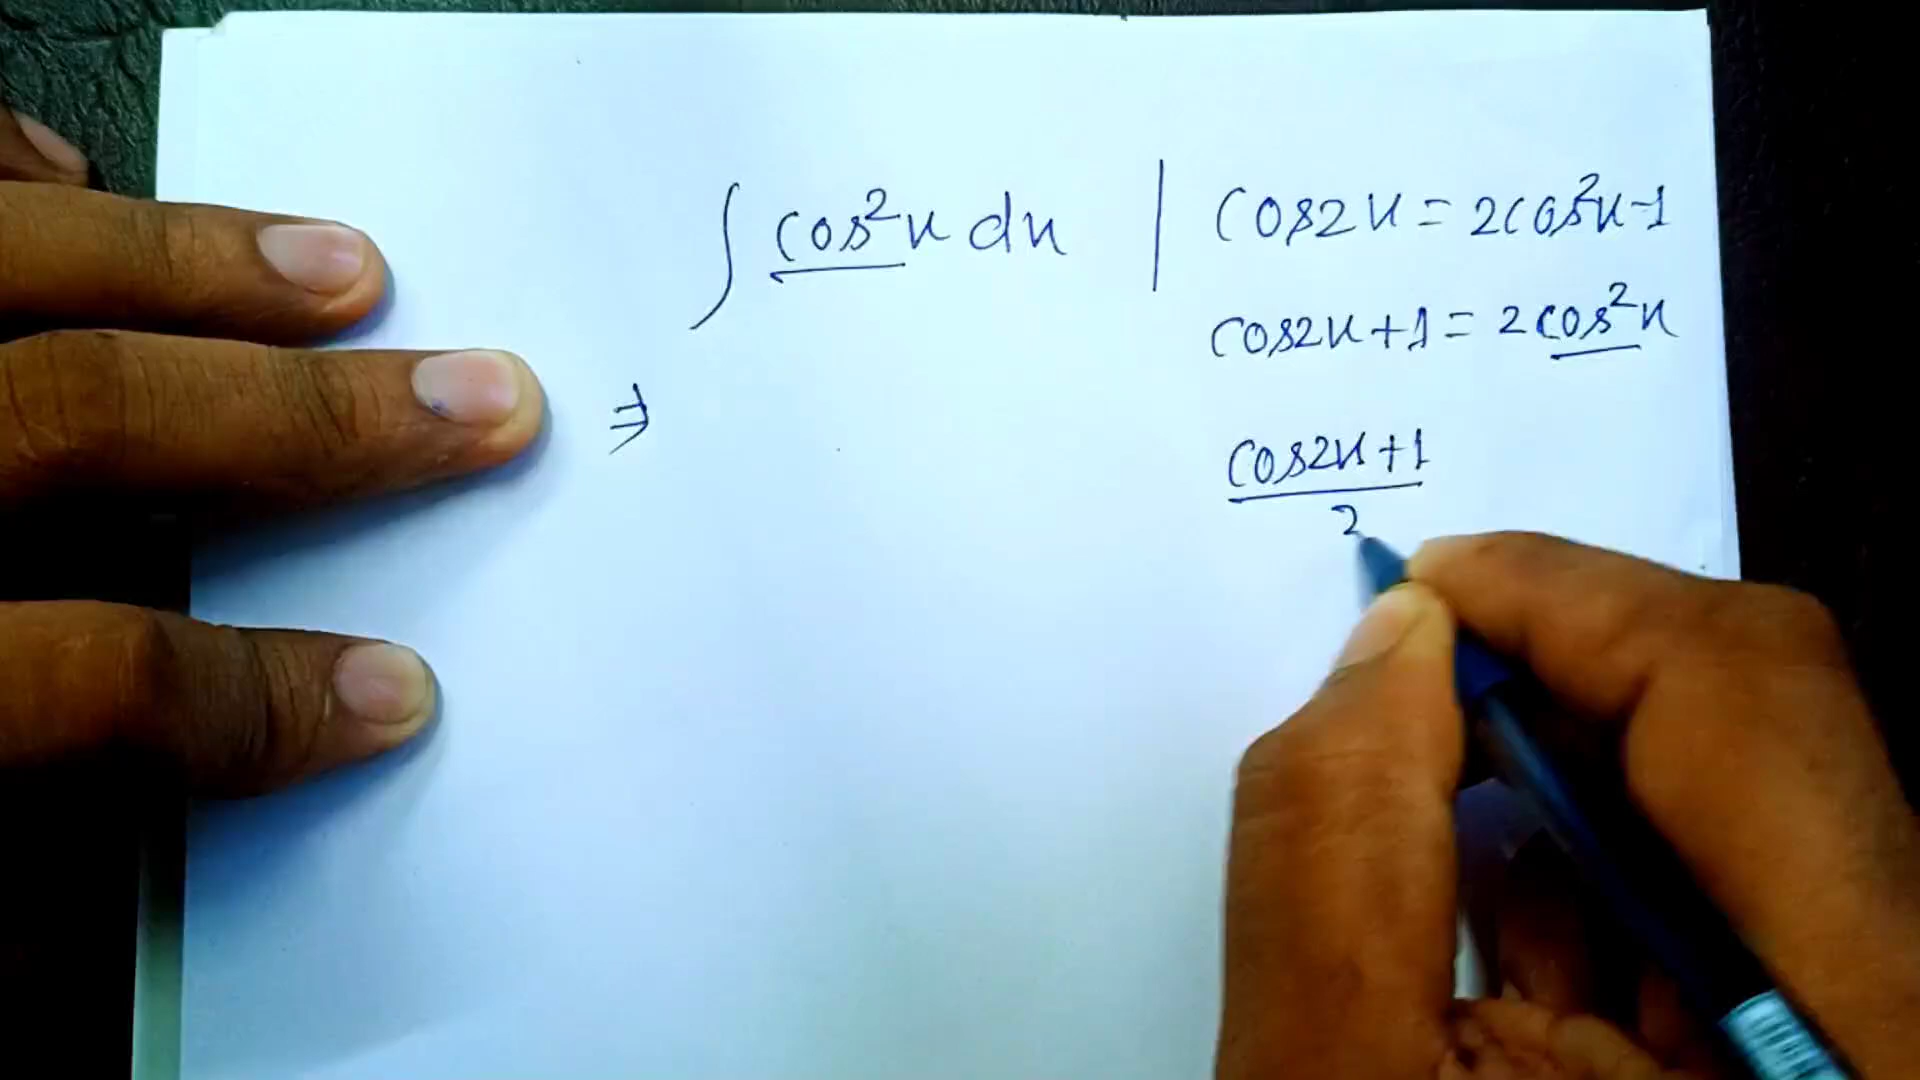 ∫ cos²x dx | cos2x = 2cos²x-1
cos2x+1 = 2cos²x
⇒
cos2x+1
2